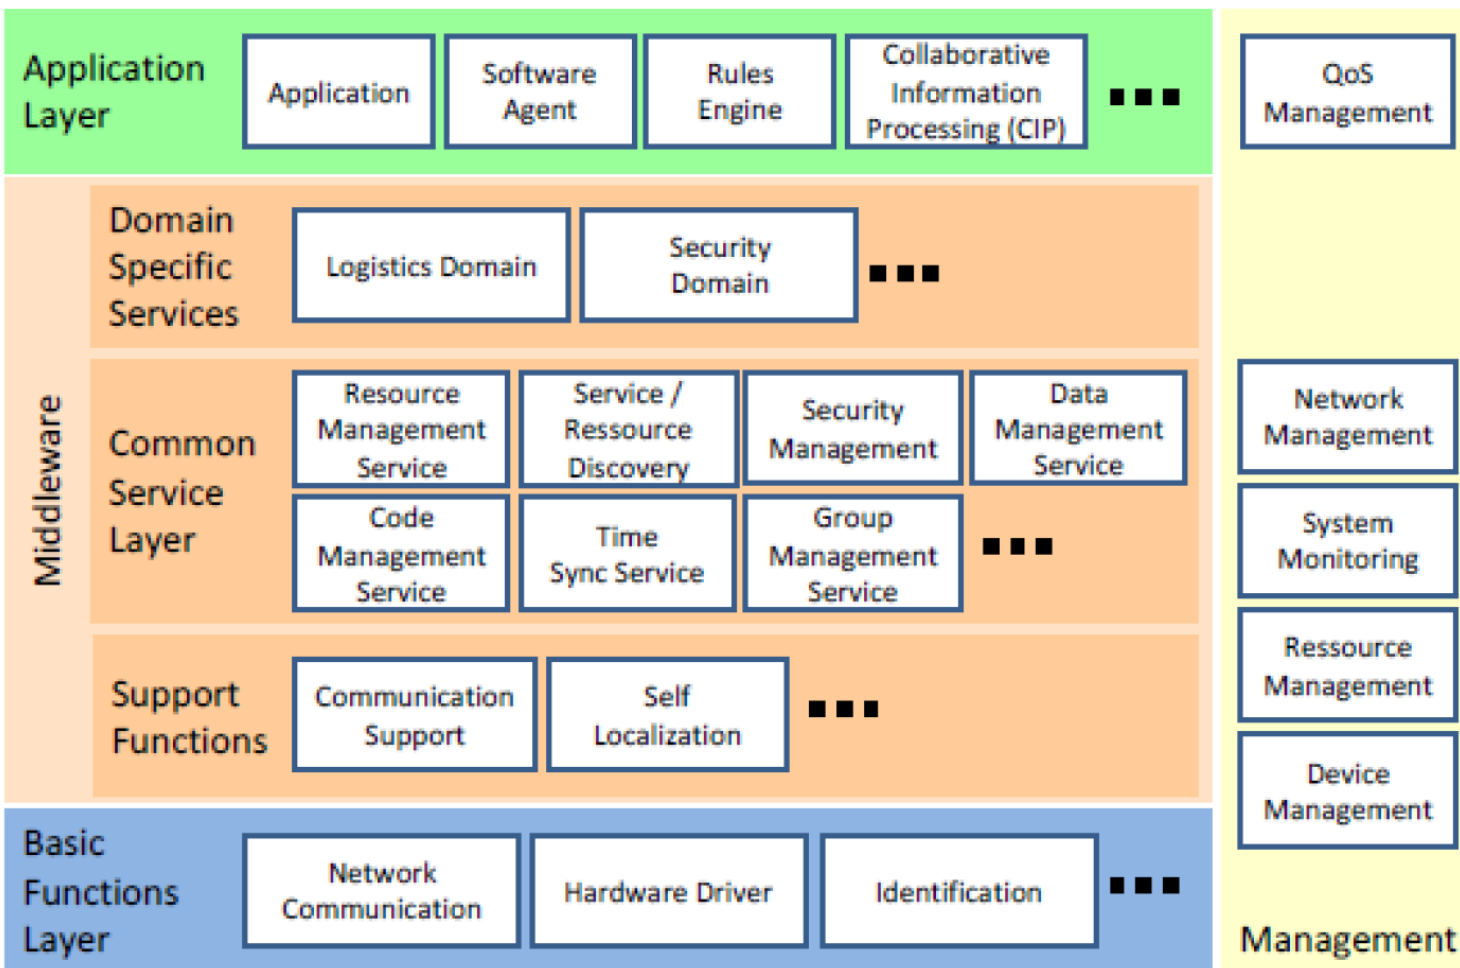 Application
Layer
Application
Software
Agent
Rules
Engine
Collaborative
Information
Processing (CIP)
QoS
Management
Middleware
Domain
Specific
Services
Logistics Domain
Security
Domain
Common
Service
Layer
Resource
Management
Service
Service /
Ressource
Discovery
Security
Management
Data
Management
Service
Code
Management
Service
Time
Sync Service
Group
Management
Service
Support
Functions
Communication
Support
Self
Localization
Network
Management
System
Monitoring
Ressource
Management
Device
Management
Basic
Functions
Layer
Network
Communication
Hardware Driver
Identification
Management